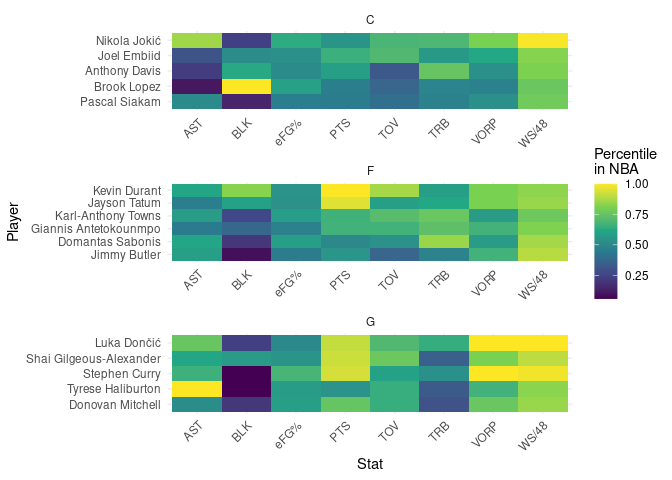 C
Nikola Jokić
Joel Embiid
Anthony Davis
Brook Lopez
Pascal Siakam
AST BLK eFG% PTS TOV TRB VORP WS/48
F
Kevin Durant
Jayson Tatum
Karl-Anthony Towns
Giannis Antetokounmpo
Domantas Sabonis
Jimmy Butler
AST BLK eFG% PTS TOV TRB VORP WS/48
G
Luka Dončić
Shai Gilgeous-Alexander
Stephen Curry
Tyrese Haliburton
Donovan Mitchell
AST BLK eFG% PTS TOV TRB VORP WS/48
Stat
Player
Percentile
in NBA
1.00
0.75
0.50
0.25